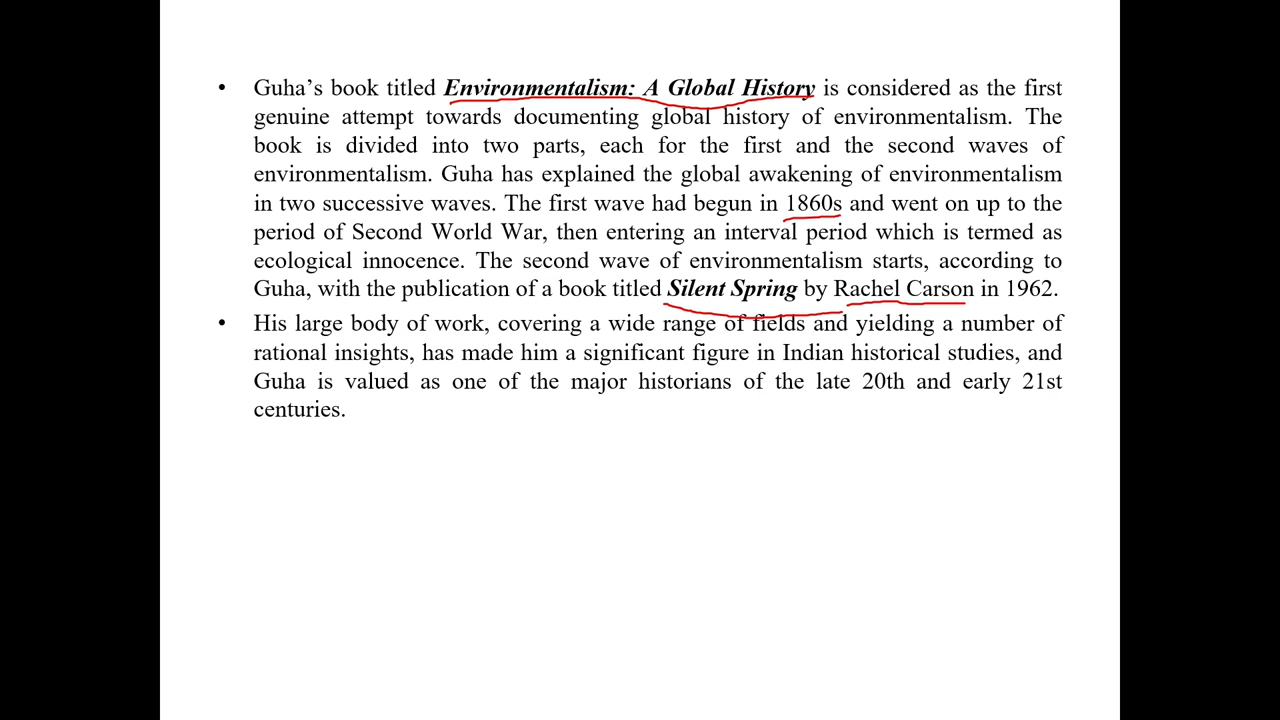 • Guha’s book titled Environmentalism: A Global History is considered as the first
genuine attempt towards documenting global history of environmentalism. The
book is divided into two parts, each for the first and the second waves of
environmentalism. Guha has explained the global awakening of environmentalism
in two successive waves. The first wave had begun in 1860s and went on up to the
period of Second World War, then entering an interval period which is termed as
ecological innocence. The second wave of environmentalism starts, according to
Guha, with the publication of a book titled Silent Spring by Rachel Carson in 1962.
• His large body of work, covering a wide range of fields and yielding a number of
rational insights, has made him a significant figure in Indian historical studies, and
Guha is valued as one of the major historians of the late 20th and early 21st
centuries.